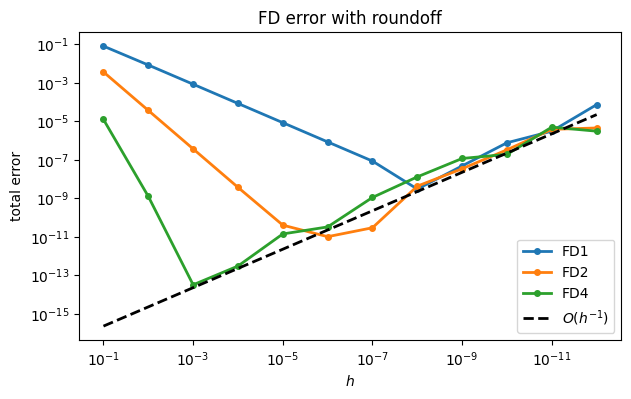 FD error with roundoff
total error
10⁻¹
10⁻³
10⁻⁵
10⁻⁷
10⁻⁹
10⁻¹¹
10⁻¹³
10⁻¹⁵
FD1
FD2
FD4
O(h⁻¹)
10⁻¹ 10⁻³ 10⁻⁵ 10⁻⁷ 10⁻⁹ 10⁻¹¹
h